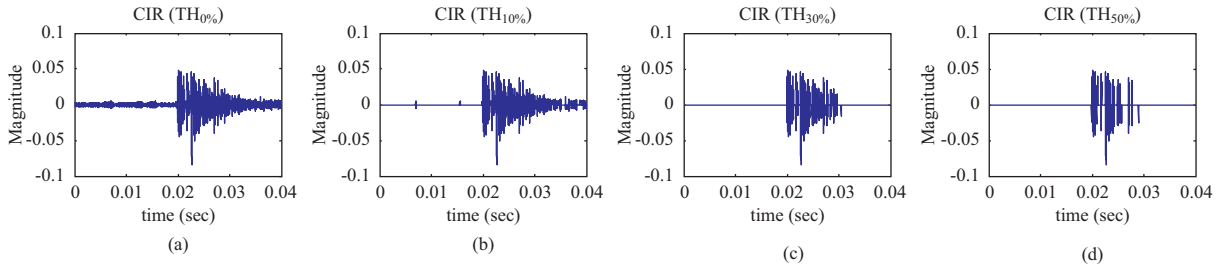 CIR (TH0%)
0.1
0.05
0
-0.05
-0.1
Magnitude
0
0.01
0.02
0.03
0.04
time (sec)
(a)
CIR (TH10%)
0.1
0.05
0
-0.05
-0.1
Magnitude
0
0.01
0.02
0.03
0.04
time (sec)
(b)
CIR (TH30%)
0.1
0.05
0
-0.05
-0.1
Magnitude
0
0.01
0.02
0.03
0.04
time (sec)
(c)
CIR (TH50%)
0.1
0.05
0
-0.05
-0.1
Magnitude
0
0.01
0.02
0.03
0.04
time (sec)
(d)